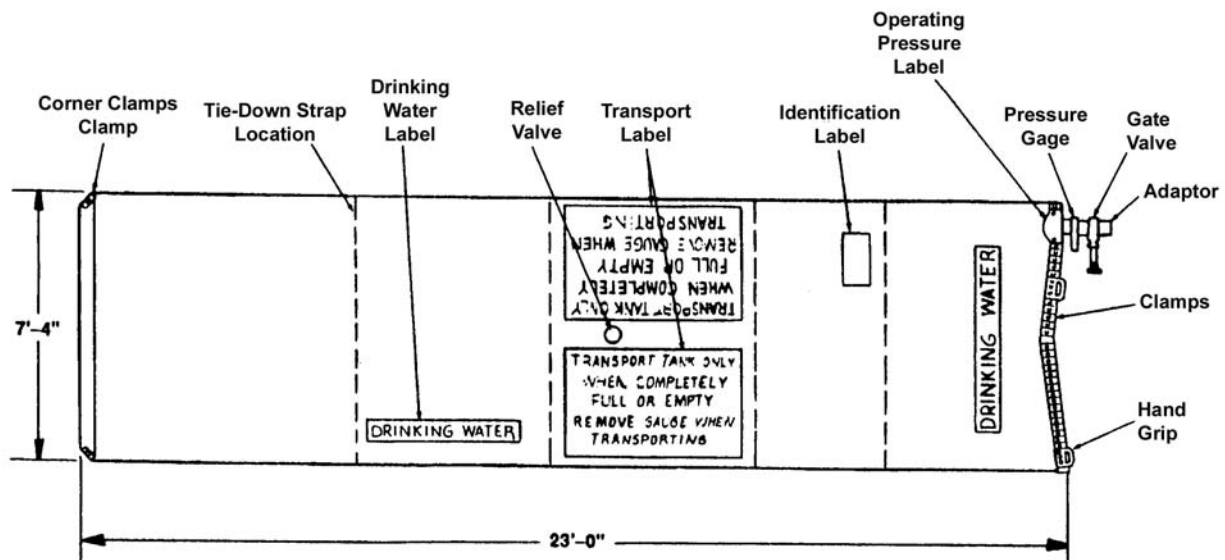 Operating
Pressure
Label
Drinking
Water
Label
Corner Clamps
Clamp
Tie-Down Strap
Location
Relief
Valve
Transport
Label
Identification
Label
Pressure
Gage
Gate
Valve
Adaptor
TRANSPORT TANK ONLY
WHEN COMPLETELY
FULL OR EMPTY
REMOVE GAUGE WHEN
TRANSPORTING
7'–4"
DRINKING WATER
Clamps
TRANSPORT TANK ONLY
WHEN COMPLETELY
FULL OR EMPTY
REMOVE GAUGE WHEN
TRANSPORTING
DRINKING WATER
Hand
Grip
23'–0"